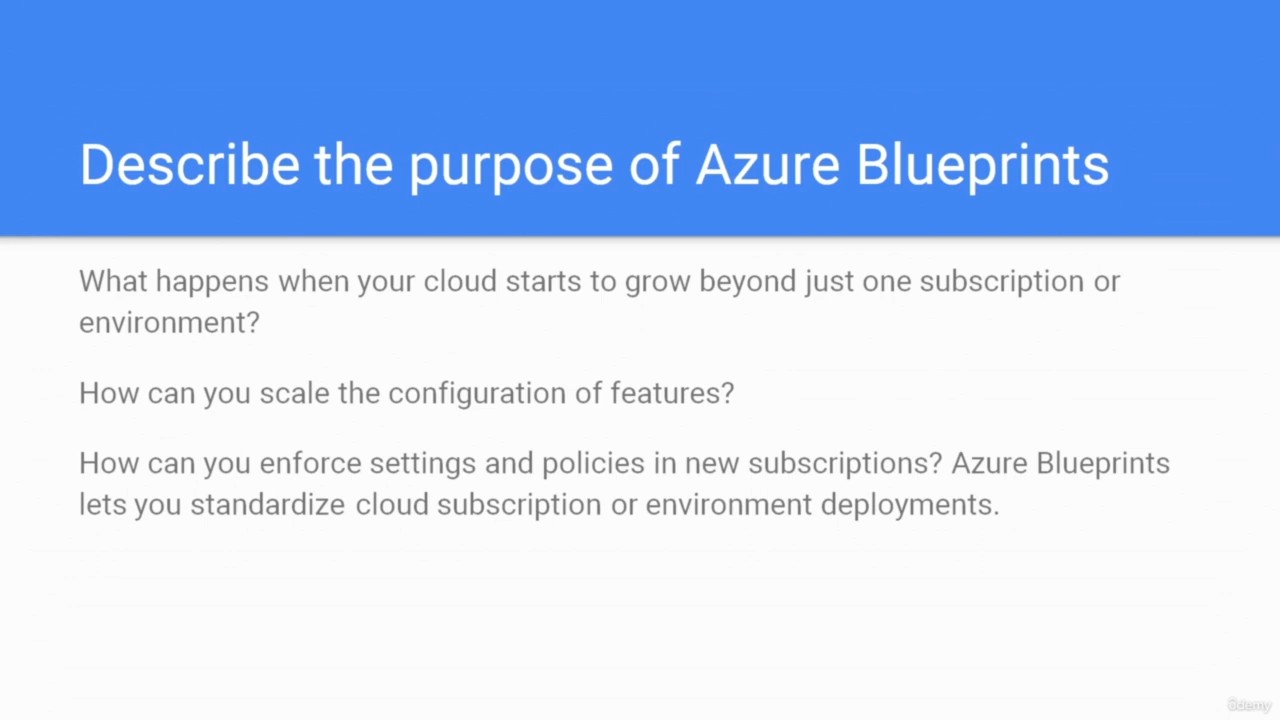 Describe the purpose of Azure Blueprints
What happens when your cloud starts to grow beyond just one subscription or
environment?
How can you scale the configuration of features?
How can you enforce settings and policies in new subscriptions? Azure Blueprints
lets you standardize cloud subscription or environment deployments.
ûdemy